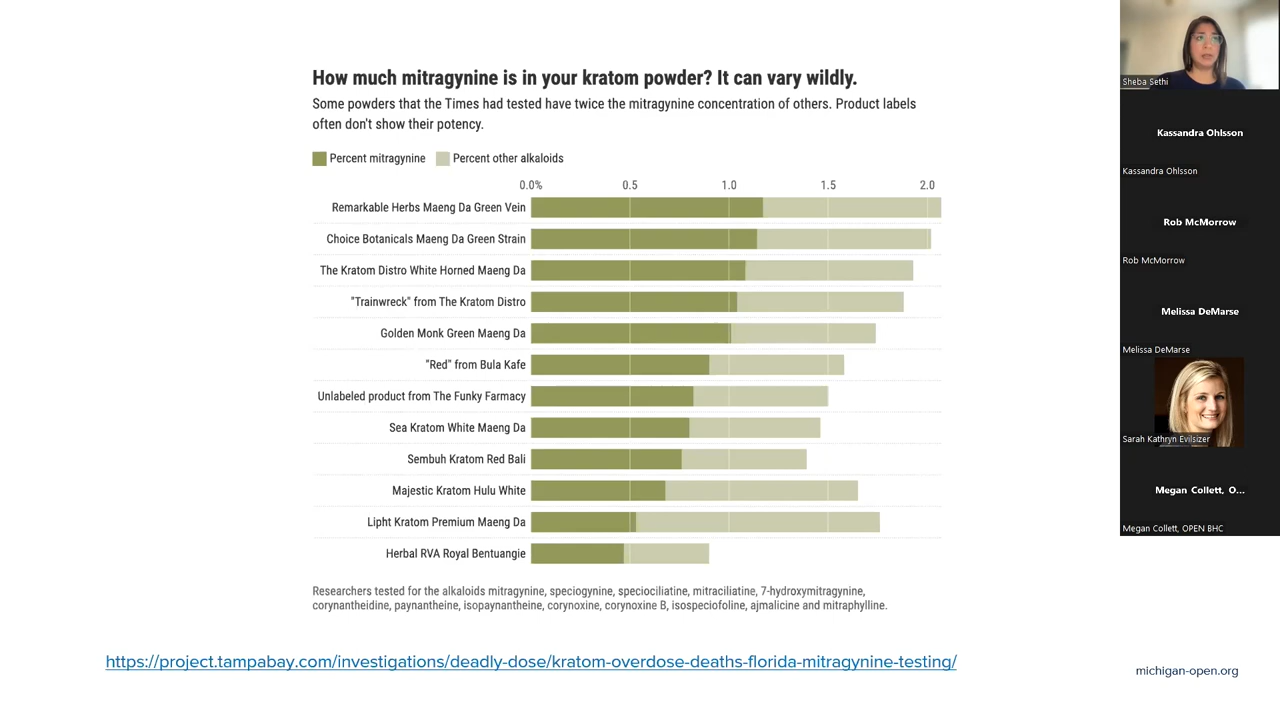 How much mitragynine is in your kratom powder? It can vary wildly.
Some powders that the Times had tested have twice the mitragynine concentration of others. Product labels
often don't show their potency.
Percent mitragynine Percent other alkaloids
0.0% 0.5 1.0 1.5 2.0
Remarkable Herbs Maeng Da Green Vein
Choice Botanicals Maeng Da Green Strain
The Kratom Distro White Horned Maeng Da
"Trainwreck" from The Kratom Distro
Golden Monk Green Maeng Da
"Red" from Bula Kafe
Unlabeled product from The Funky Farmacy
Sea Kratom White Maeng Da
Sembuh Kratom Red Bali
Majestic Kratom Hulu White
Lipht Kratom Premium Maeng Da
Herbal RVA Royal Bentuangie
Researchers tested for the alkaloids mitragynine, speciogynine, speciociliatine, mitraciliatine, 7-hydroxymitragynine,
corynantheidine, paynantheine, isopaynantheine, corynoxine, corynoxine B, isospeciofoline, ajmalicine and mitraphylline.
https://project.tampabay.com/investigations/deadly-dose/kratom-overdose-deaths-florida-mitragynine-testing/
michigan-open.org
Sheba Sethi
Kassandra Ohlsson
Kassandra Ohlsson
Rob McMorrow
Rob McMorrow
Melissa DeMarse
Melissa DeMarse
Sarah Kathryn Evilsizer
Megan Collett, O...
Megan Collett, OPEN BHC